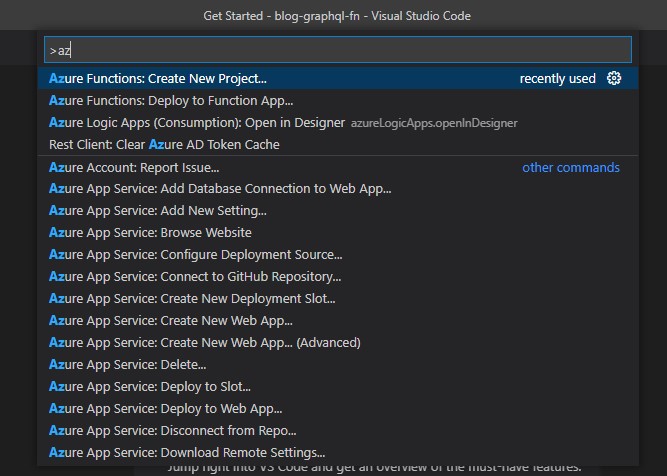 Get Started - blog-graphql-fn - Visual Studio Code
>az
Azure Functions: Create New Project... recently used
Azure Functions: Deploy to Function App...
Azure Logic Apps (Consumption): Open in Designer azureLogicApps.openInDesigner
Rest Client: Clear Azure AD Token Cache
Azure Account: Report Issue... other commands
Azure App Service: Add Database Connection to Web App...
Azure App Service: Add New Setting...
Azure App Service: Browse Website
Azure App Service: Configure Deployment Source...
Azure App Service: Connect to GitHub Repository...
Azure App Service: Create New Deployment Slot...
Azure App Service: Create New Web App...
Azure App Service: Create New Web App... (Advanced)
Azure App Service: Delete...
Azure App Service: Deploy to Slot...
Azure App Service: Deploy to Web App...
Azure App Service: Disconnect from Repo...
Azure App Service: Download Remote Settings...
Jump right into VS Code and get an overview of the must-have features.